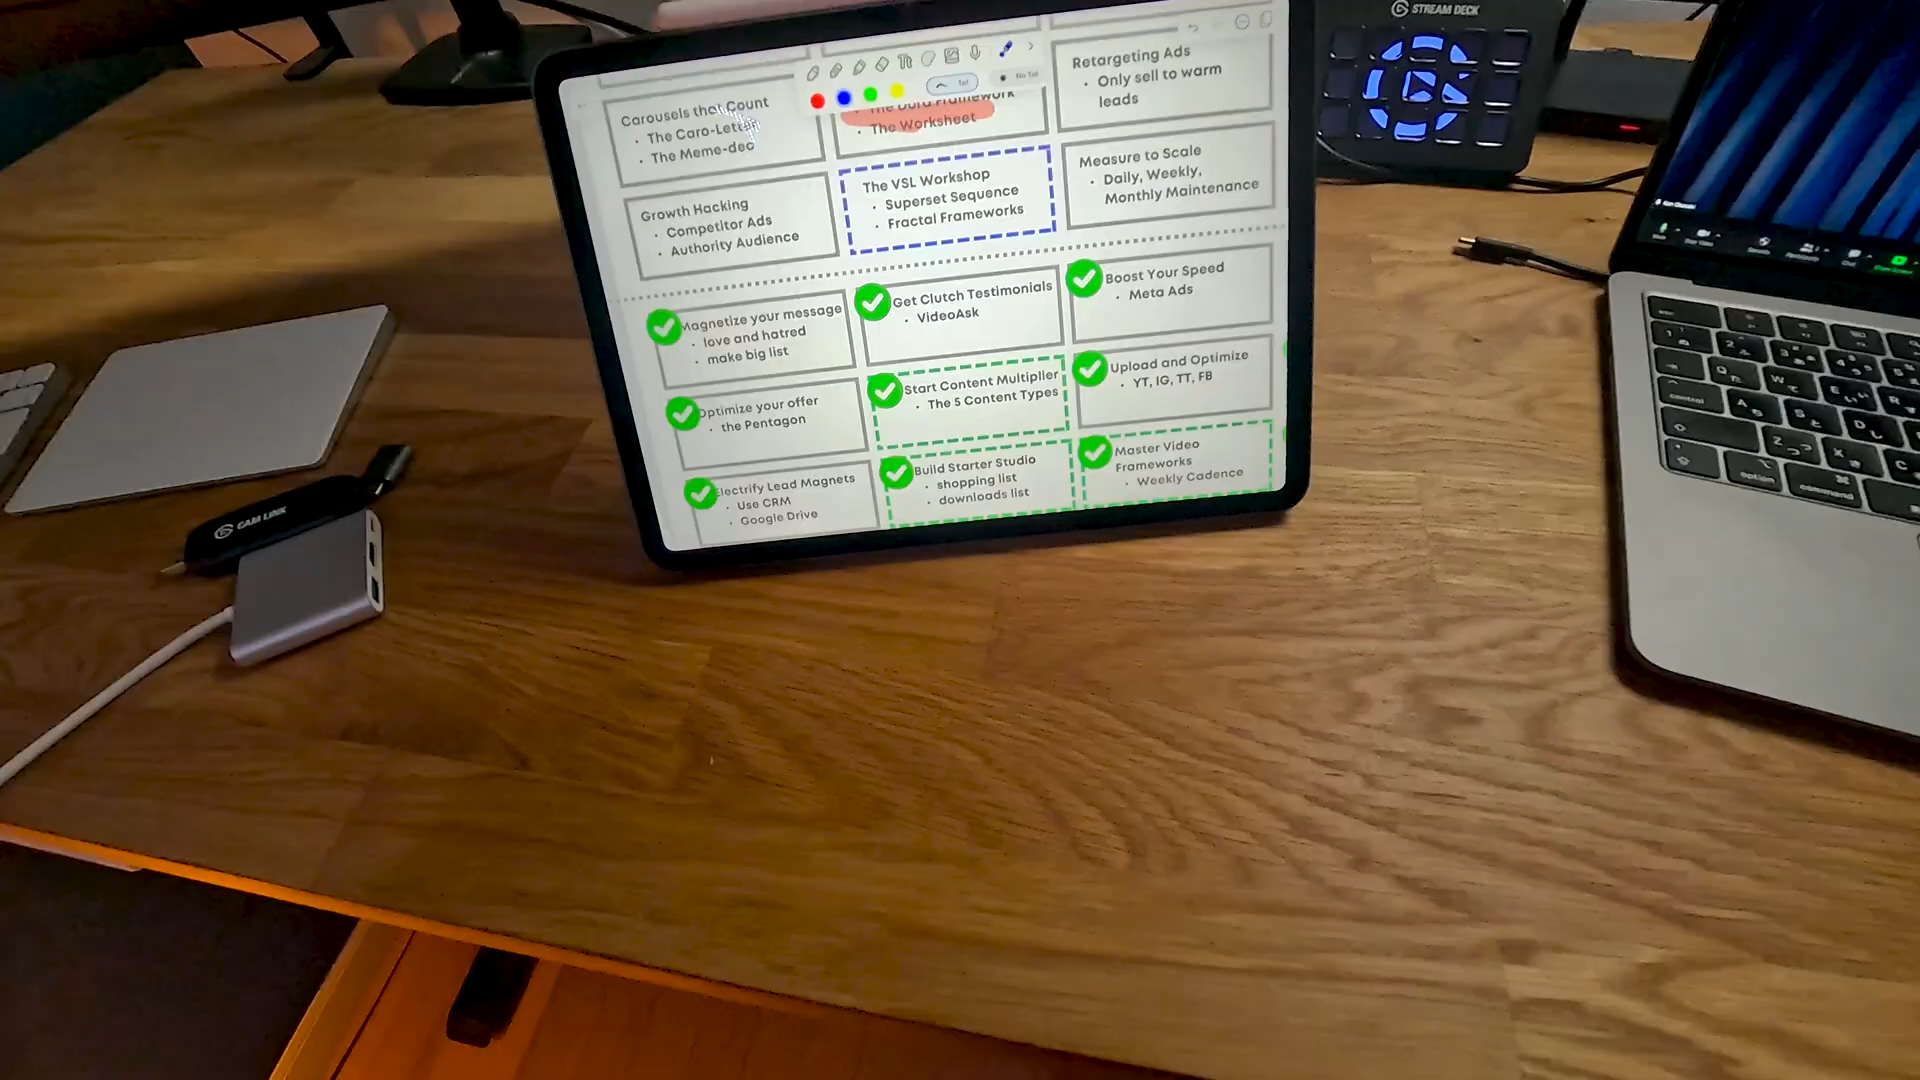 STREAM DECK
Retargeting Ads
• Only sell to warm
leads
Carousels that Count
• The Caro-Letter
• The Meme-dec
• The Worksheet
Measure to Scale
• Daily, Weekly,
Monthly Maintenance
The VSL Workshop
• Superset Sequence
• Fractal Frameworks
Growth Hacking
• Competitor Ads
• Authority Audience
Magnetize your message
• love and hatred
• make big list
Get Clutch Testimonials
• VideoAsk
Boost Your Speed
• Meta Ads
Optimize your offer
• the Pentagon
Start Content Multiplier
• The 5 Content Types
Upload and Optimize
• YT, IG, TT, FB
Electrify Lead Magnets
• Use CRM
• Google Drive
Build Starter Studio
• shopping list
• downloads list
Master Video
Frameworks
• Weekly Cadence
CAM LINK
control
option
command